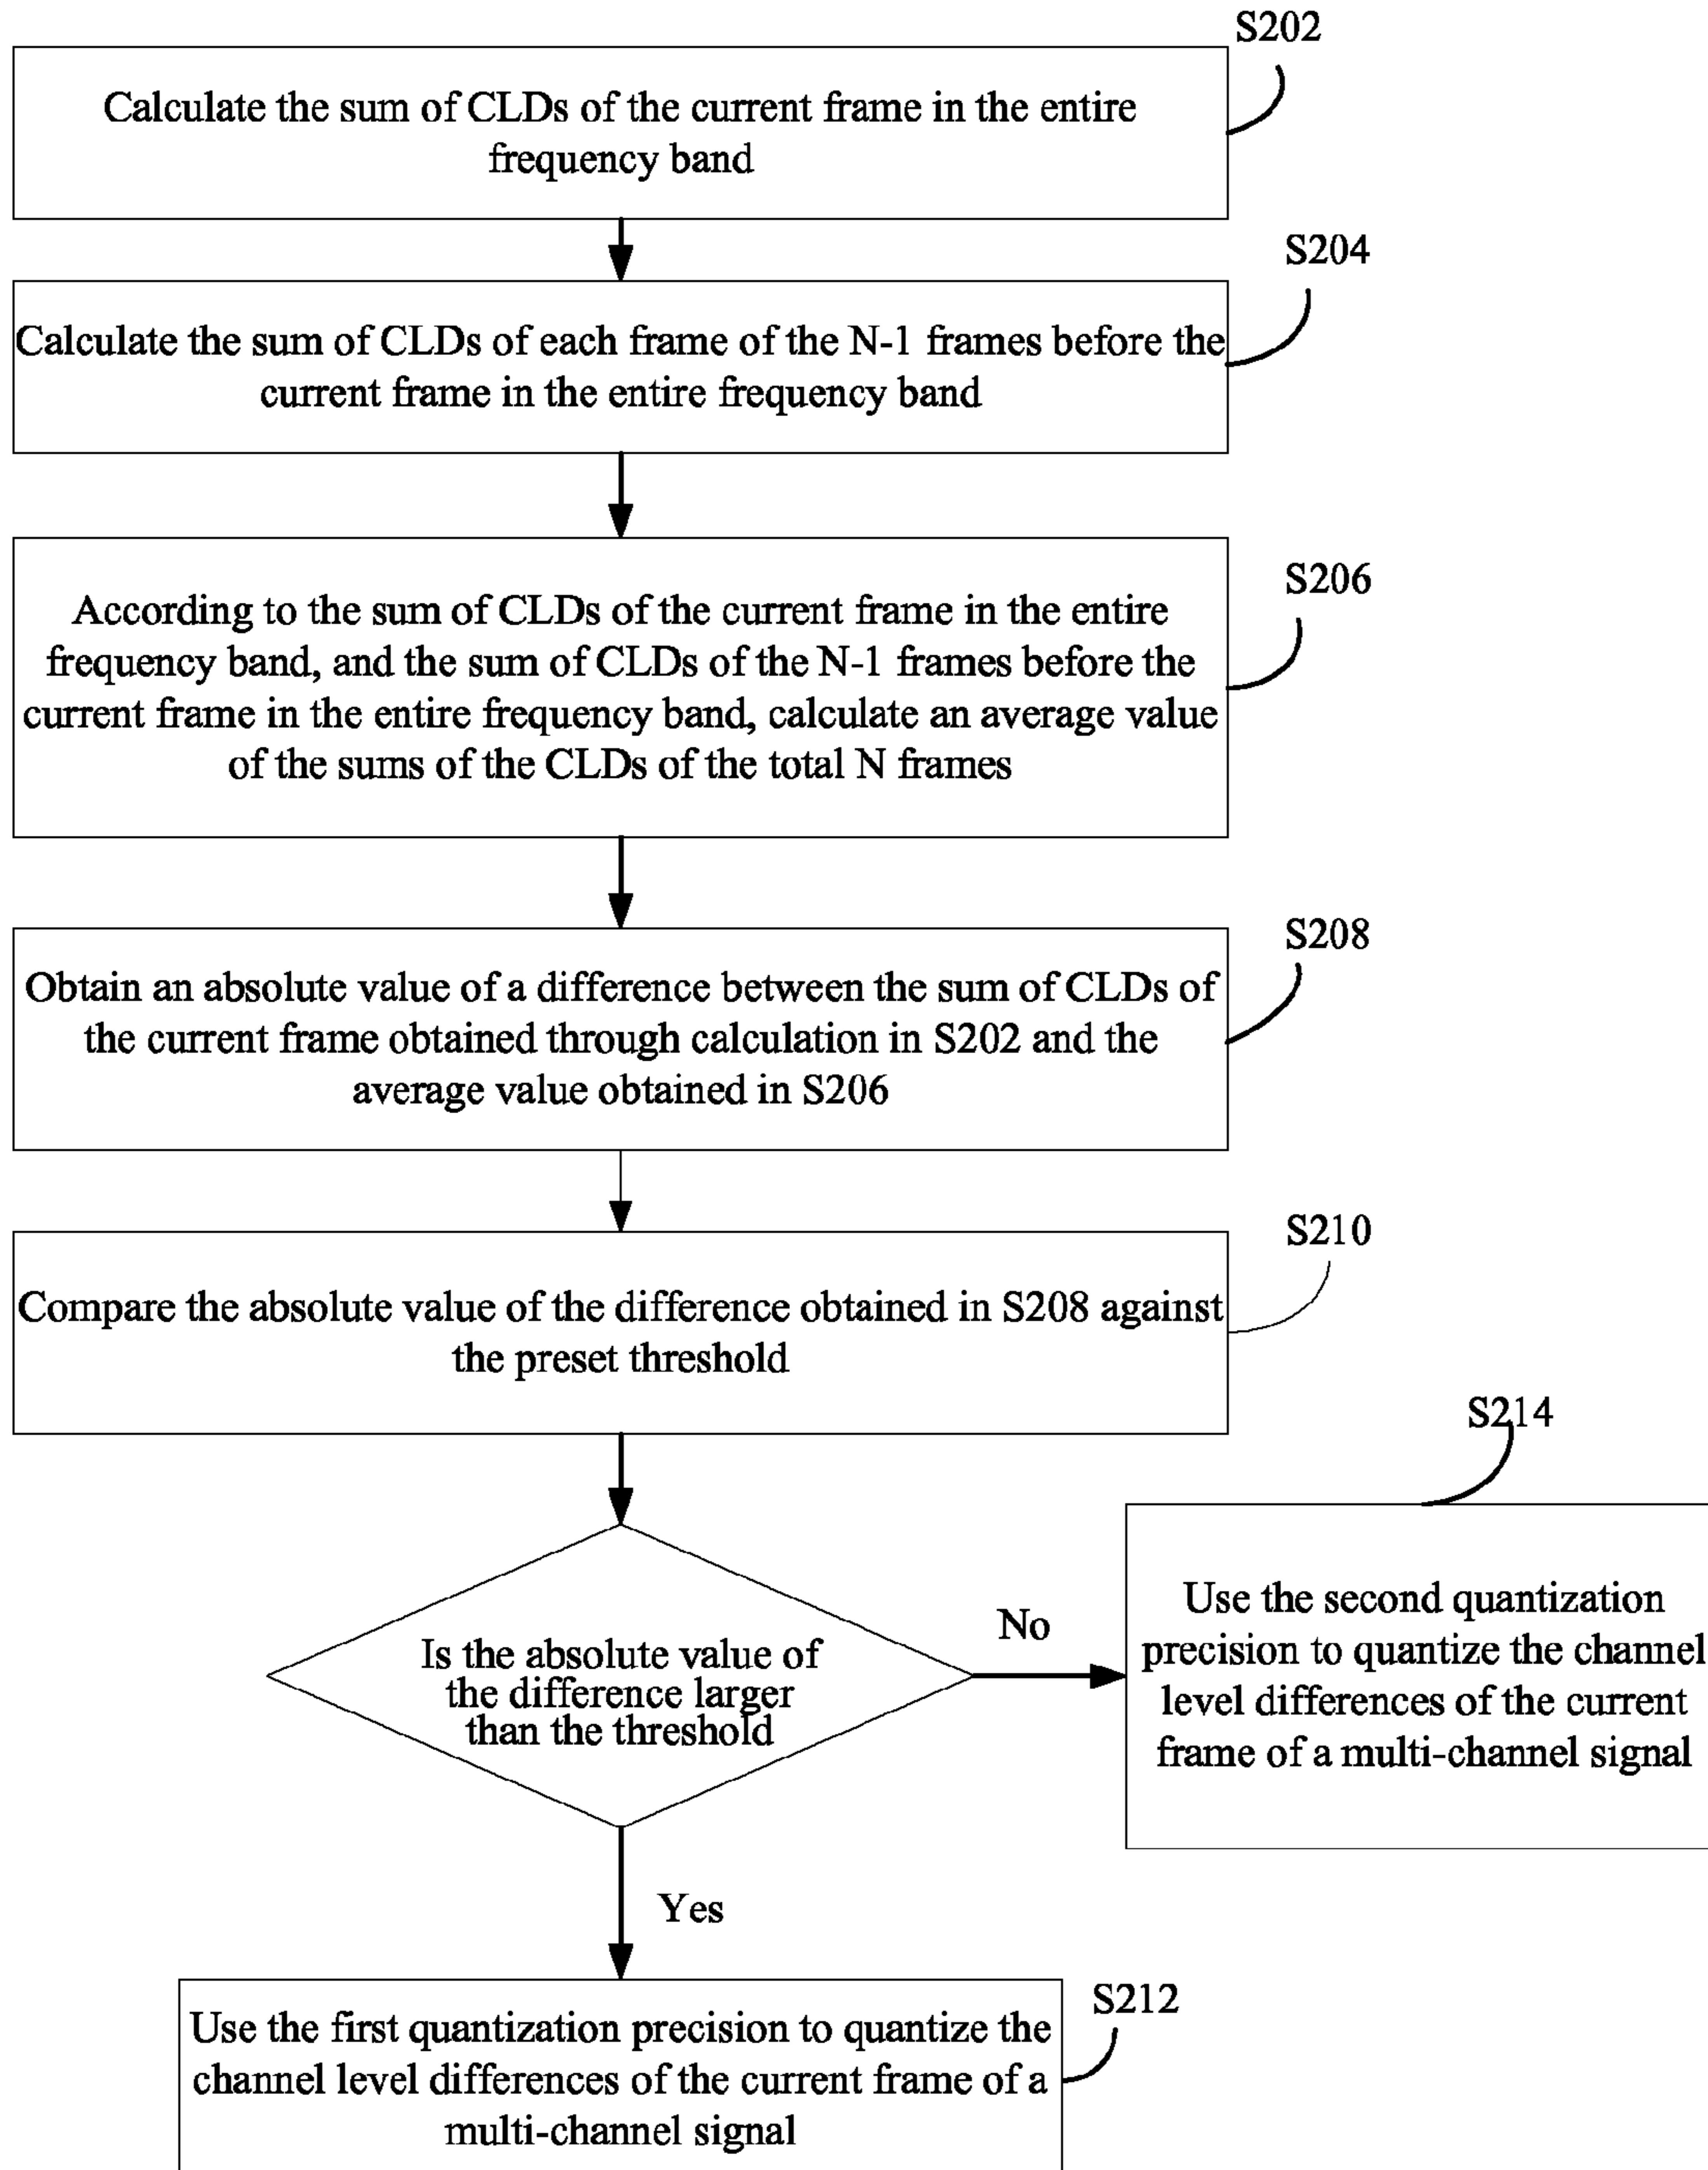 S202
Calculate the sum of CLDs of the current frame in the entire
frequency band
S204
Calculate the sum of CLDs of each frame of the N-1 frames before the
current frame in the entire frequency band
S206
According to the sum of CLDs of the current frame in the entire
frequency band, and the sum of CLDs of the N-1 frames before the
current frame in the entire frequency band, calculate an average value
of the sums of the CLDs of the total N frames
S208
Obtain an absolute value of a difference between the sum of CLDs of
the current frame obtained through calculation in S202 and the
average value obtained in S206
S210
Compare the absolute value of the difference obtained in S208 against
the preset threshold
S214
Is the absolute value of
the difference larger
than the threshold
No
Use the second quantization
precision to quantize the channel
level differences of the current
frame of a multi-channel signal
Yes
S212
Use the first quantization precision to quantize the
channel level differences of the current frame of a
multi-channel signal